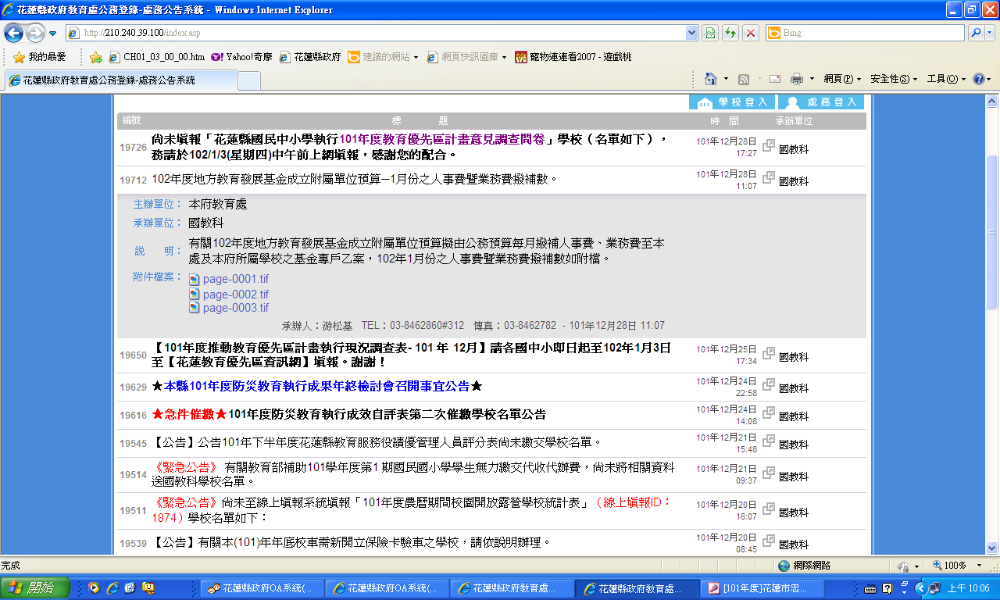 花蓮縣政府教育處公務登錄-處務公告系統 - Windows Internet Explorer
http://210.240.39.100/index.asp
Bing
我的最愛
CH01_03_00_00.htm
Yahoo!奇摩
花蓮縣政府
建議的網站
網頁快訊圖庫
寵物連連看2007 - 遊戲桃
花蓮縣政府教育處公務登錄-處務公告系統
網頁(P)
安全性(S)
工具(O)
學校登入
處務登入
編號 標 題 時 間 承辦單位
19726 尚未填報「花蓮縣國民中小學執行101年度教育優先區計畫意見調查問卷」學校（名單如下），
務請於102/1/3(星期四)中午前上網填報，感謝您的配合。
101年12月28日
17:27
國教科
19712 102年度地方教育發展基金成立附屬單位預算─1月份之人事費暨業務費撥補數。
101年12月28日
11:07
國教科
主辦單位： 本府教育處
承辦單位： 國教科
說 明： 有關102年度地方教育發展基金成立附屬單位預算擬由公務預算每月撥補人事費、業務費至本
處及本府所屬學校之基金專戶乙案，102年1月份之人事費暨業務費撥補數如附檔。
附件檔案： page-0001.tif
page-0002.tif
page-0003.tif
承辦人：游松基 TEL：03-8462860#312 傳真：03-8462782 - 101年12月28日 11:07
19650 【101年度推動教育優先區計畫執行現況調查表- 101 年 12月】請各國中小即日起至102年1月3日
至【花蓮教育優先區資訊網】填報。謝謝！
101年12月25日
17:34
國教科
19629 ★本縣101年度防災教育執行成果年終檢討會召開事宜公告★
101年12月24日
22:58
國教科
19616 ★急件催繳★101年度防災教育執行成效自評表第二次催繳學校名單公告
101年12月24日
14:08
國教科
19545 【公告】公告101年下半年度花蓮縣教育服務役績優管理人員評分表尚未繳交學校名單。
101年12月21日
15:48
國教科
19514 《緊急公告》 有關教育部補助101學年度第1 期國民國小學學生無力繳交代收代辦費，尚未將相關資料
送國教科學校名單。
101年12月21日
09:37
國教科
19511 《緊急公告》尚未至線上填報系統填報「101年度農曆期間校園開放露營學校統計表」（線上填報ID：
1874）學校名單如下：
101年12月20日
16:07
國教科
19539 【公告】有關本(101)年年底校車需新開立保險卡驗車之學校，請依說明辦理。
101年12月20日
08:45
國教科
完成
網際網路
100%
開始
花蓮縣政府OA系統(...
花蓮縣政府OA系統(...
花蓮縣政府教育處...
花蓮縣政府教育處...
[101年度]花蓮市忠...
上午 10:06